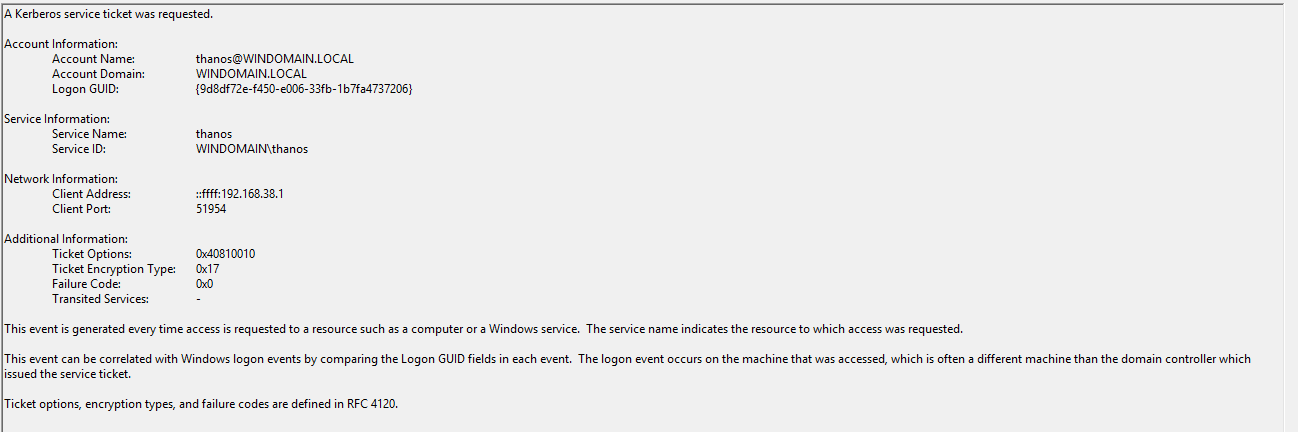 A Kerberos service ticket was requested.
Account Information:
Account Name: thanos@WINDOMAIN.LOCAL
Account Domain: WINDOMAIN.LOCAL
Logon GUID: {9d8df72e-f450-e006-33fb-1b7fa4737206}
Service Information:
Service Name: thanos
Service ID: WINDOMAIN\thanos
Network Information:
Client Address: ::ffff:192.168.38.1
Client Port: 51954
Additional Information:
Ticket Options: 0x40810010
Ticket Encryption Type: 0x17
Failure Code: 0x0
Transited Services: -
This event is generated every time access is requested to a resource such as a computer or a Windows service.  The service name indicates the resource to which access was requested.
This event can be correlated with Windows logon events by comparing the Logon GUID fields in each event.  The logon event occurs on the machine that was accessed, which is often a different machine than the domain controller which
issued the service ticket.
Ticket options, encryption types, and failure codes are defined in RFC 4120.